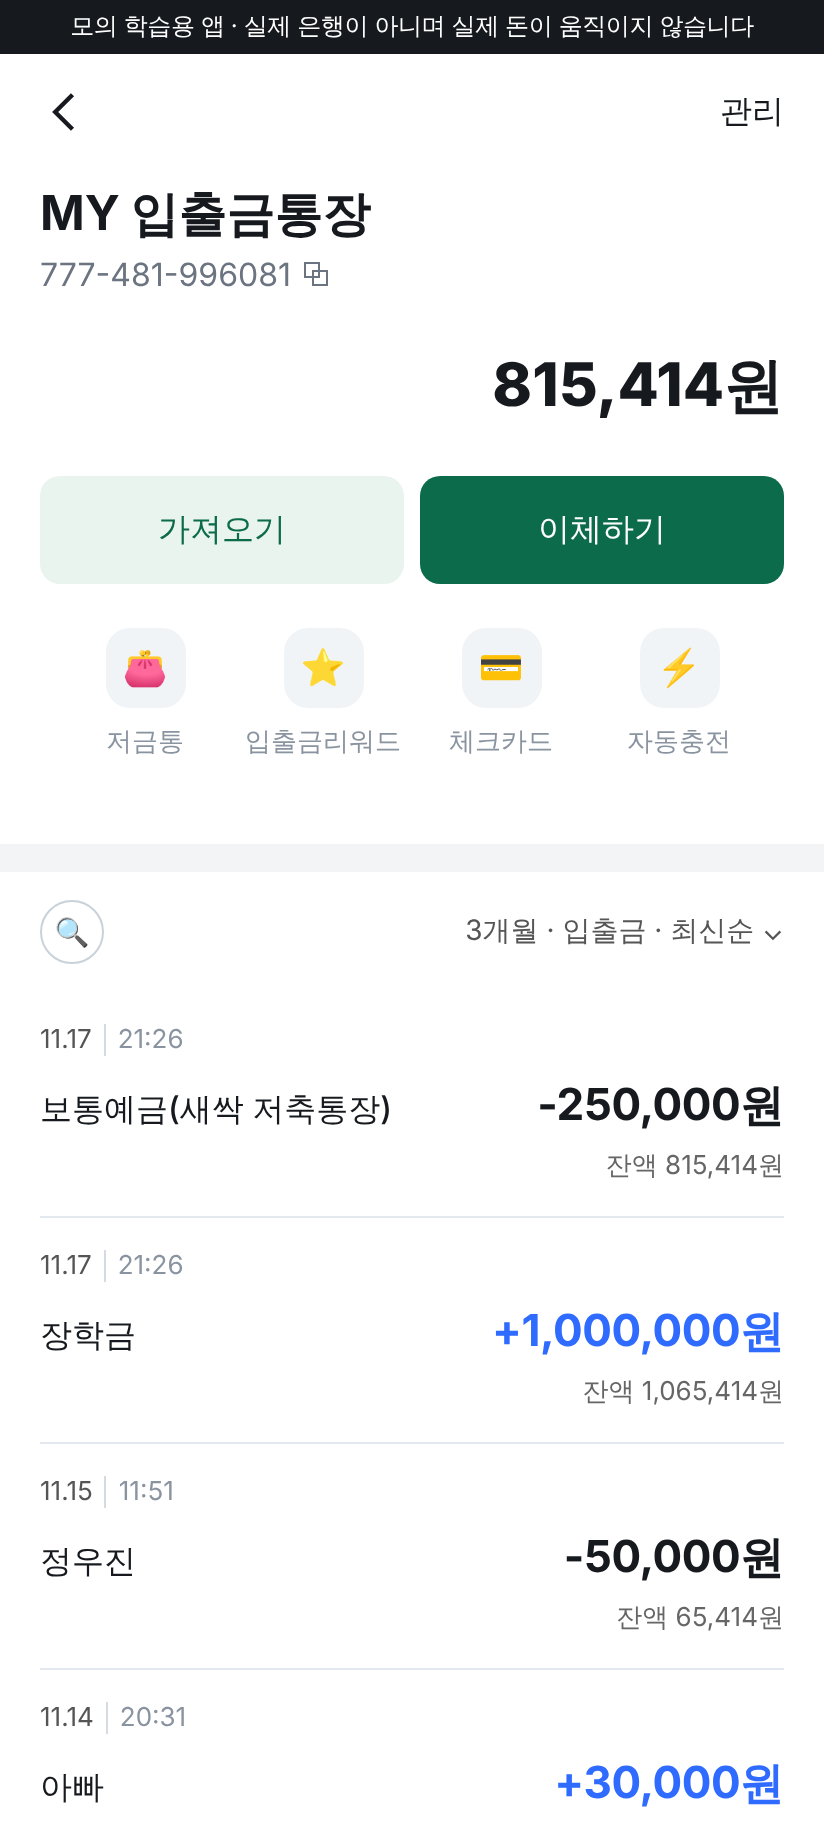 모의 학습용 앱 · 실제 은행이 아니며 실제 돈이 움직이지 않습니다
관리
MY 입출금통장
777-481-996081
815,414원
가져오기 이체하기
저금통 입출금리워드 체크카드 자동충전
3개월 · 입출금 · 최신순
11.17 21:26
보통예금(새싹 저축통장) -250,000원
잔액 815,414원
11.17 21:26
장학금 +1,000,000원
잔액 1,065,414원
11.15 11:51
정우진 -50,000원
잔액 65,414원
11.14 20:31
아빠 +30,000원